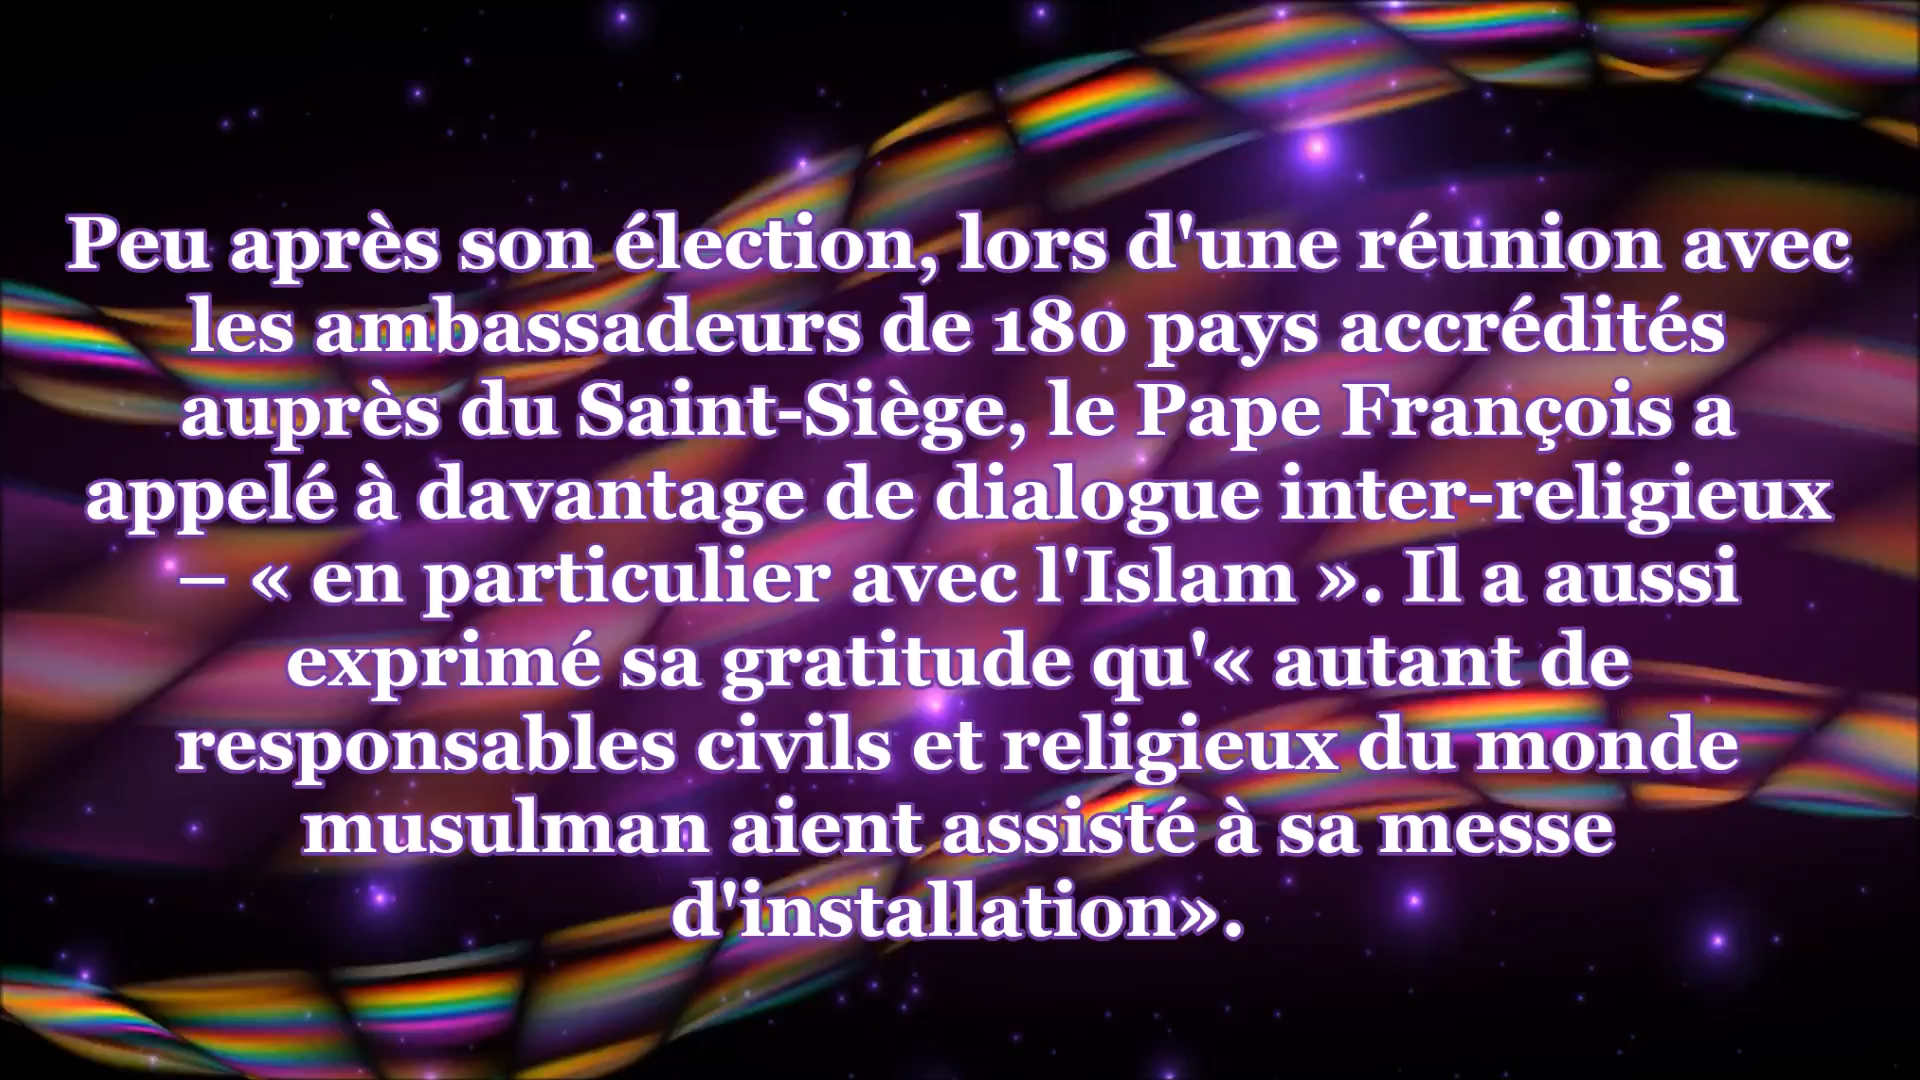 Peu après son élection, lors d'une réunion avec
les ambassadeurs de 180 pays accrédités
auprès du Saint-Siège, le Pape François a
appelé à davantage de dialogue inter-religieux
– « en particulier avec l'Islam ». Il a aussi
exprimé sa gratitude qu'« autant de
responsables civils et religieux du monde
musulman aient assisté à sa messe
d'installation».